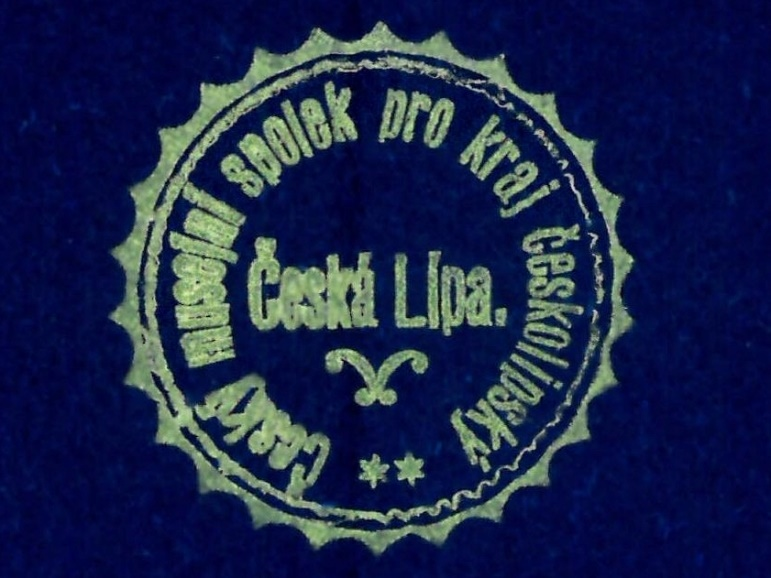 Český musejní spolek pro kraj českolipský
Česká Lípa.